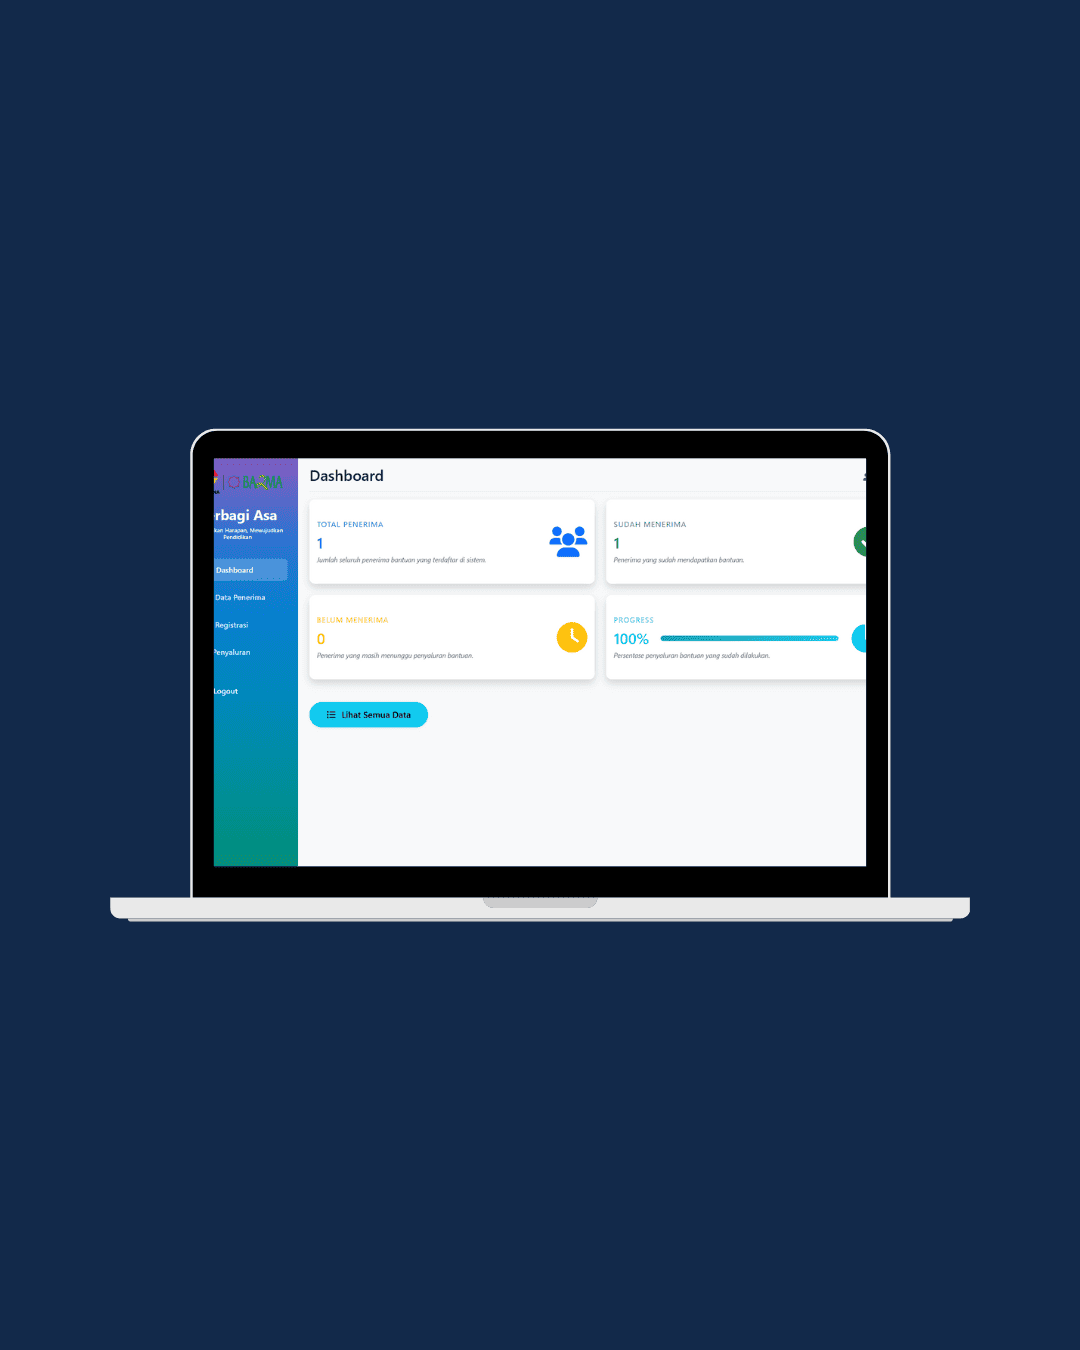 Dashboard
rbagi Asa
kan Harapan, Mewujudkan
Pendidikan
Dashboard
Data Penerima
Registrasi
Penyaluran
Logout
TOTAL PENERIMA
1
Jumlah seluruh penerima bantuan yang terdaftar di sistem.
SUDAH MENERIMA
1
Penerima yang sudah mendapatkan bantuan.
BELUM MENERIMA
0
Penerima yang masih menunggu penyaluran bantuan.
PROGRESS
100%
Persentase penyaluran bantuan yang sudah dilakukan.
Lihat Semua Data